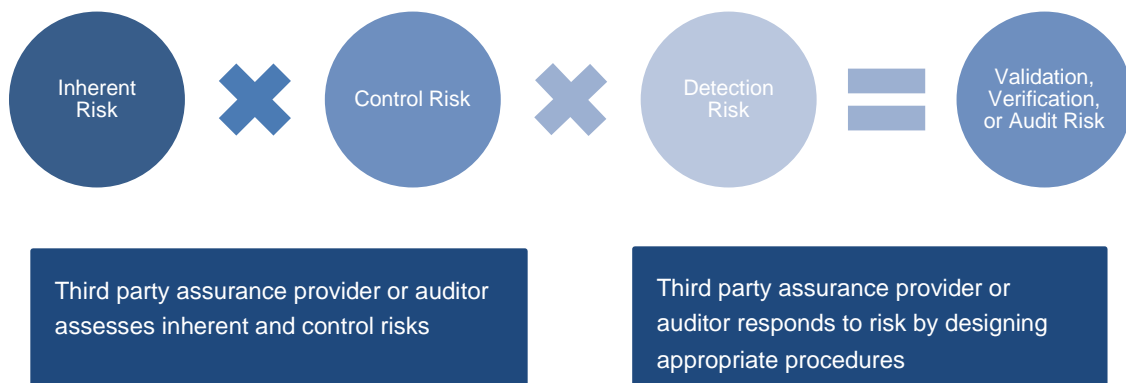 Inherent
Risk
Control Risk
Detection
Risk
Validation,
Verification,
or Audit Risk
Third party assurance provider or auditor
assesses inherent and control risks
Third party assurance provider or
auditor responds to risk by designing
appropriate procedures